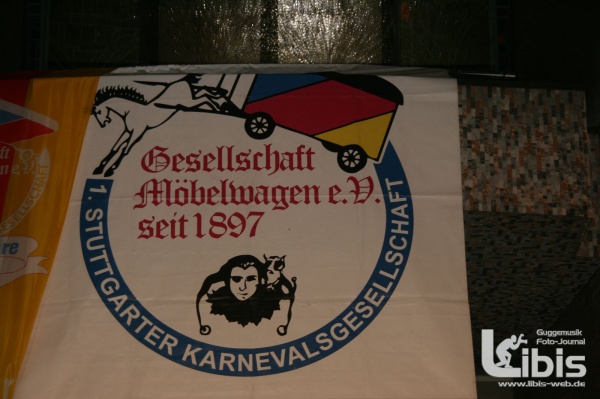 Gesellschaft
Möbelwagen e.V.
seit 1897
1. STUTTGARTER KARNEVALSGESELLSCHAFT
Guggemusik
Foto-Journal
Libis
www.libis-web.de